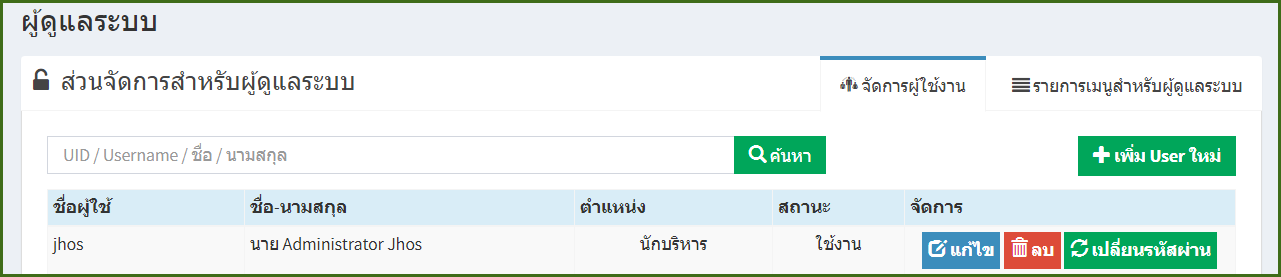 ผู้ดูแลระบบ
ส่วนจัดการสำหรับผู้ดูแลระบบ จัดการผู้ใช้งาน รายการเมนูสำหรับผู้ดูแลระบบ
UID / Username / ชื่อ / นามสกุล ค้นหา เพิ่ม User ใหม่
ชื่อผู่ใช้ ชื่อ-นามสกุล ตำแหน่ง สถานะ จัดการ
jhos นาย Administrator Jhos นักบริหาร ใช้งาน แก้ไข ลบ เปลี่ยนรหัสผ่าน